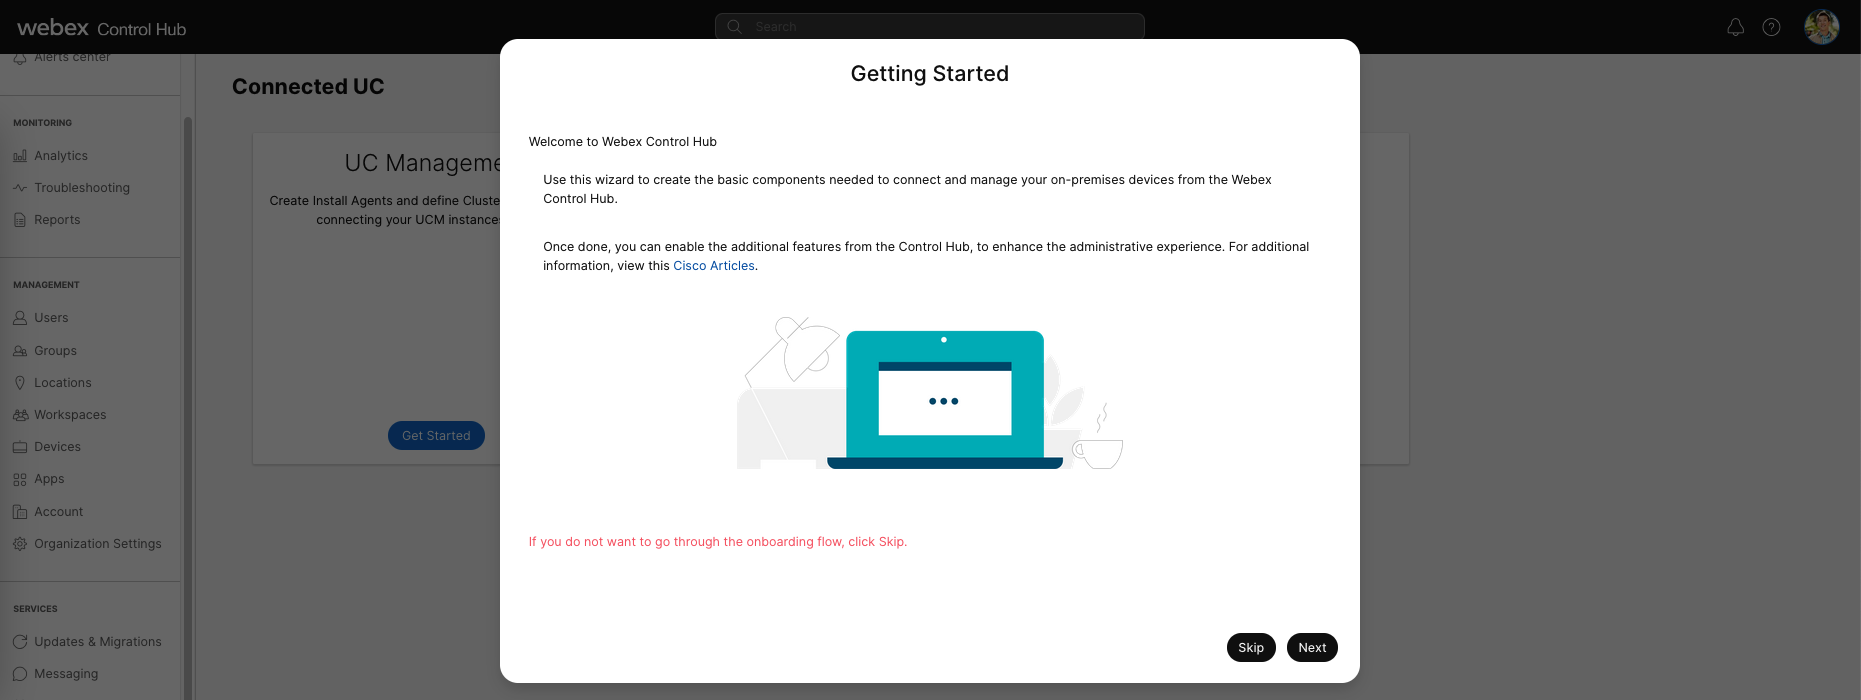 webex Control Hub
Search
Alerts center
MONITORING
Analytics
Troubleshooting
Reports
MANAGEMENT
Users
Groups
Locations
Workspaces
Devices
Apps
Account
Organization Settings
SERVICES
Updates & Migrations
Messaging
Connected UC
UC Manageme
Create Install Agents and define Cluste
connecting your UCM instances
Get Started
Getting Started
Welcome to Webex Control Hub
Use this wizard to create the basic components needed to connect and manage your on-premises devices from the Webex
Control Hub.
Once done, you can enable the additional features from the Control Hub, to enhance the administrative experience. For additional
information, view this Cisco Articles.
If you do not want to go through the onboarding flow, click Skip.
Skip
Next